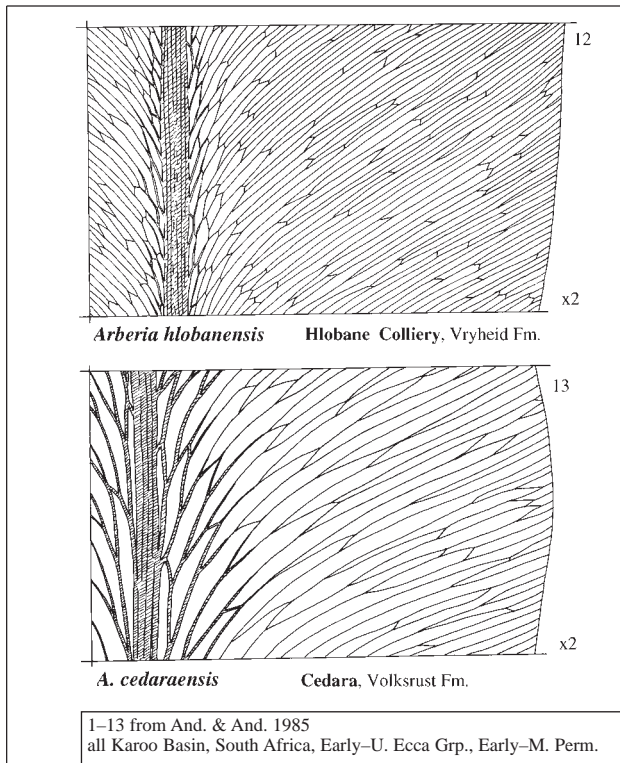 12
x2
Arberia hlobanensis Hlobane Colliery, Vryheid Fm.
13
x2
A. cedaraensis Cedara, Volksrust Fm.
1–13 from And. & And. 1985
all Karoo Basin, South Africa, Early–U. Ecca Grp., Early–M. Perm.